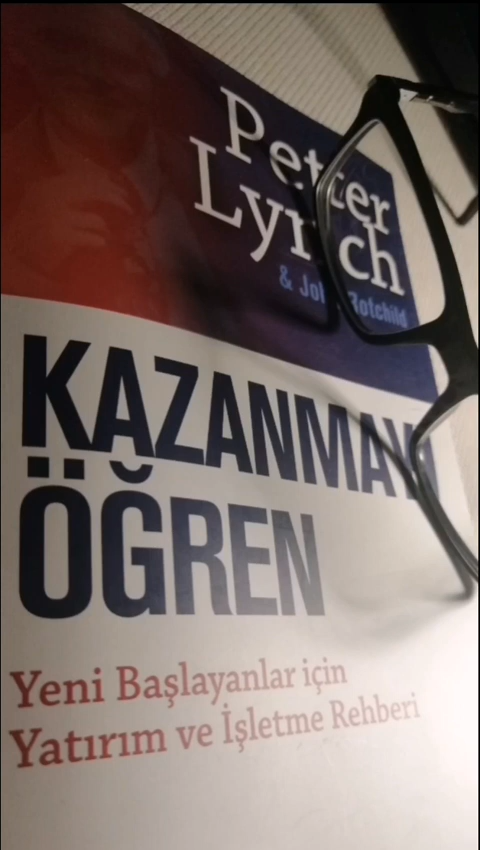 Peter
Lynch
& John Rotchild
KAZANMAYI
ÖĞREN
Yeni Başlayanlar için
Yatırım ve İşletme Rehberi